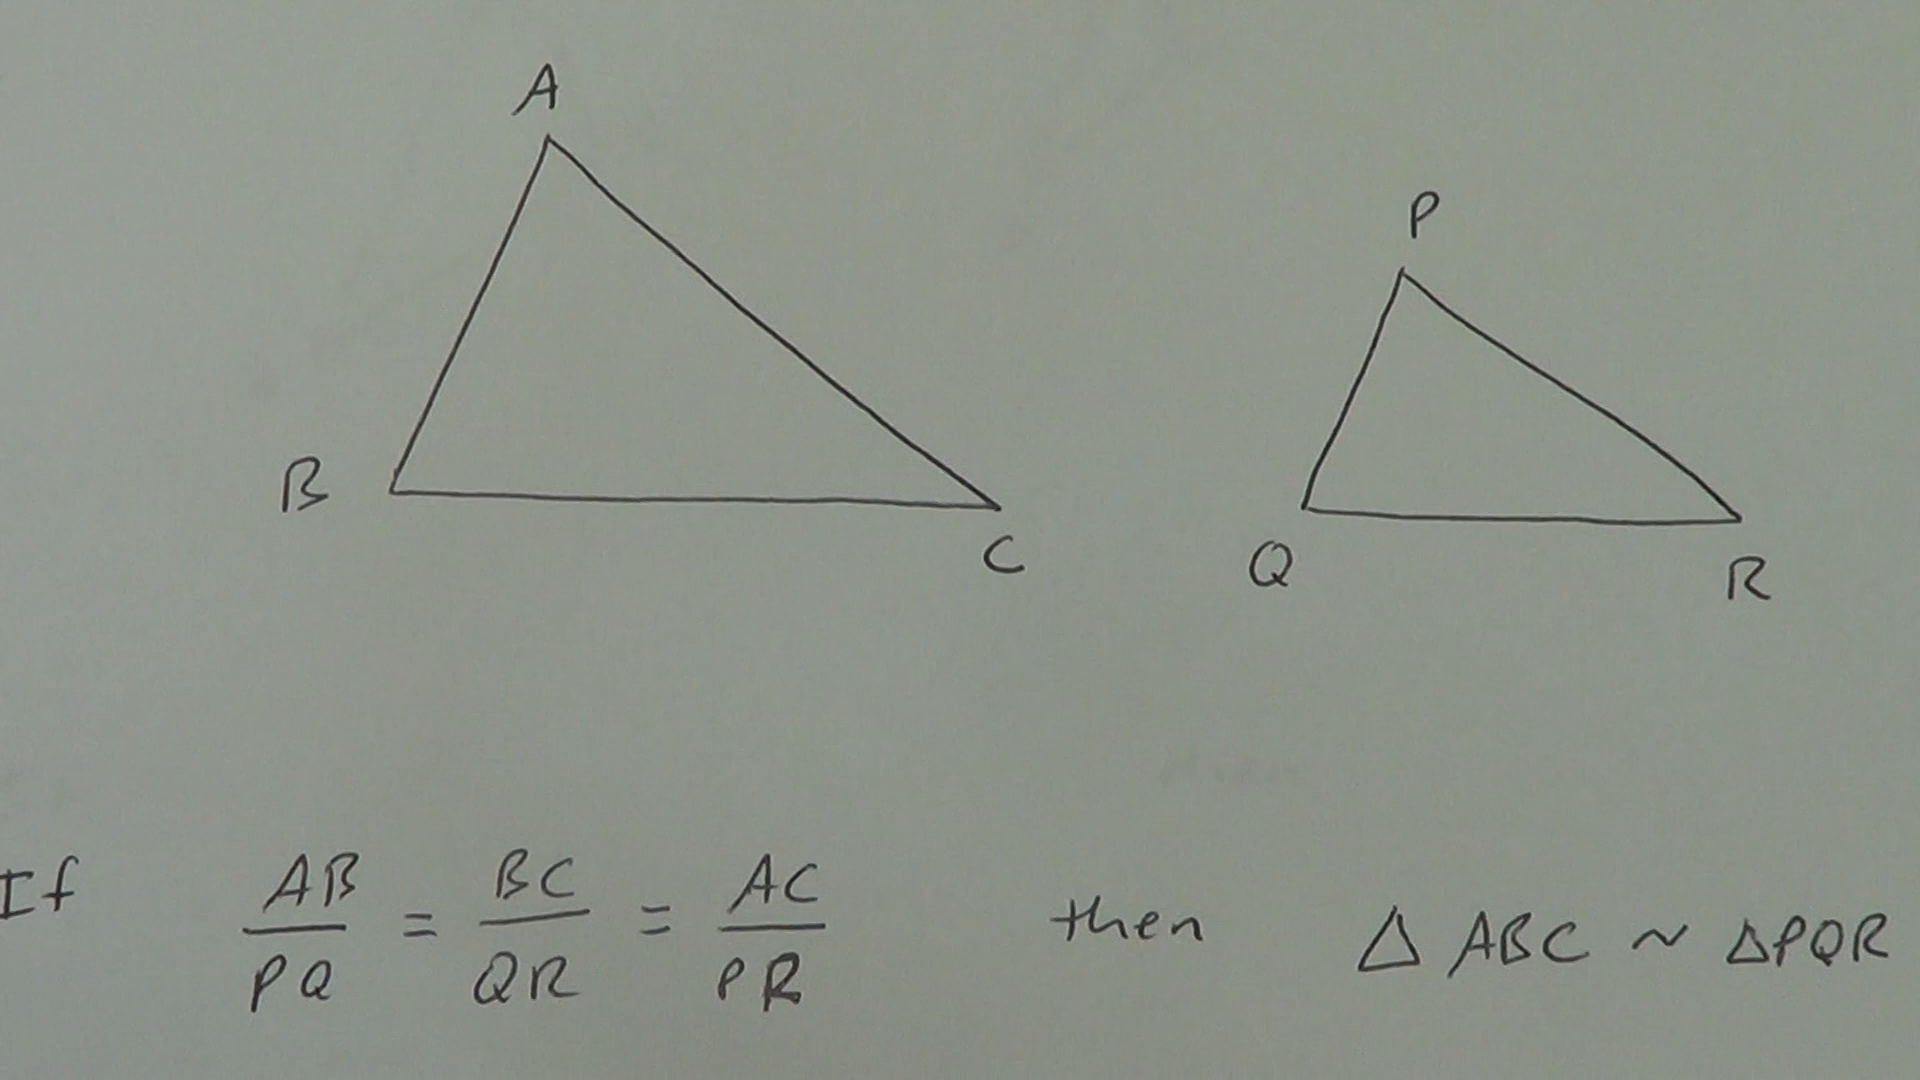 A
P
B
C
Q
R
If AB/PQ = BC/QR = AC/PR then △ ABC ~ △PQR